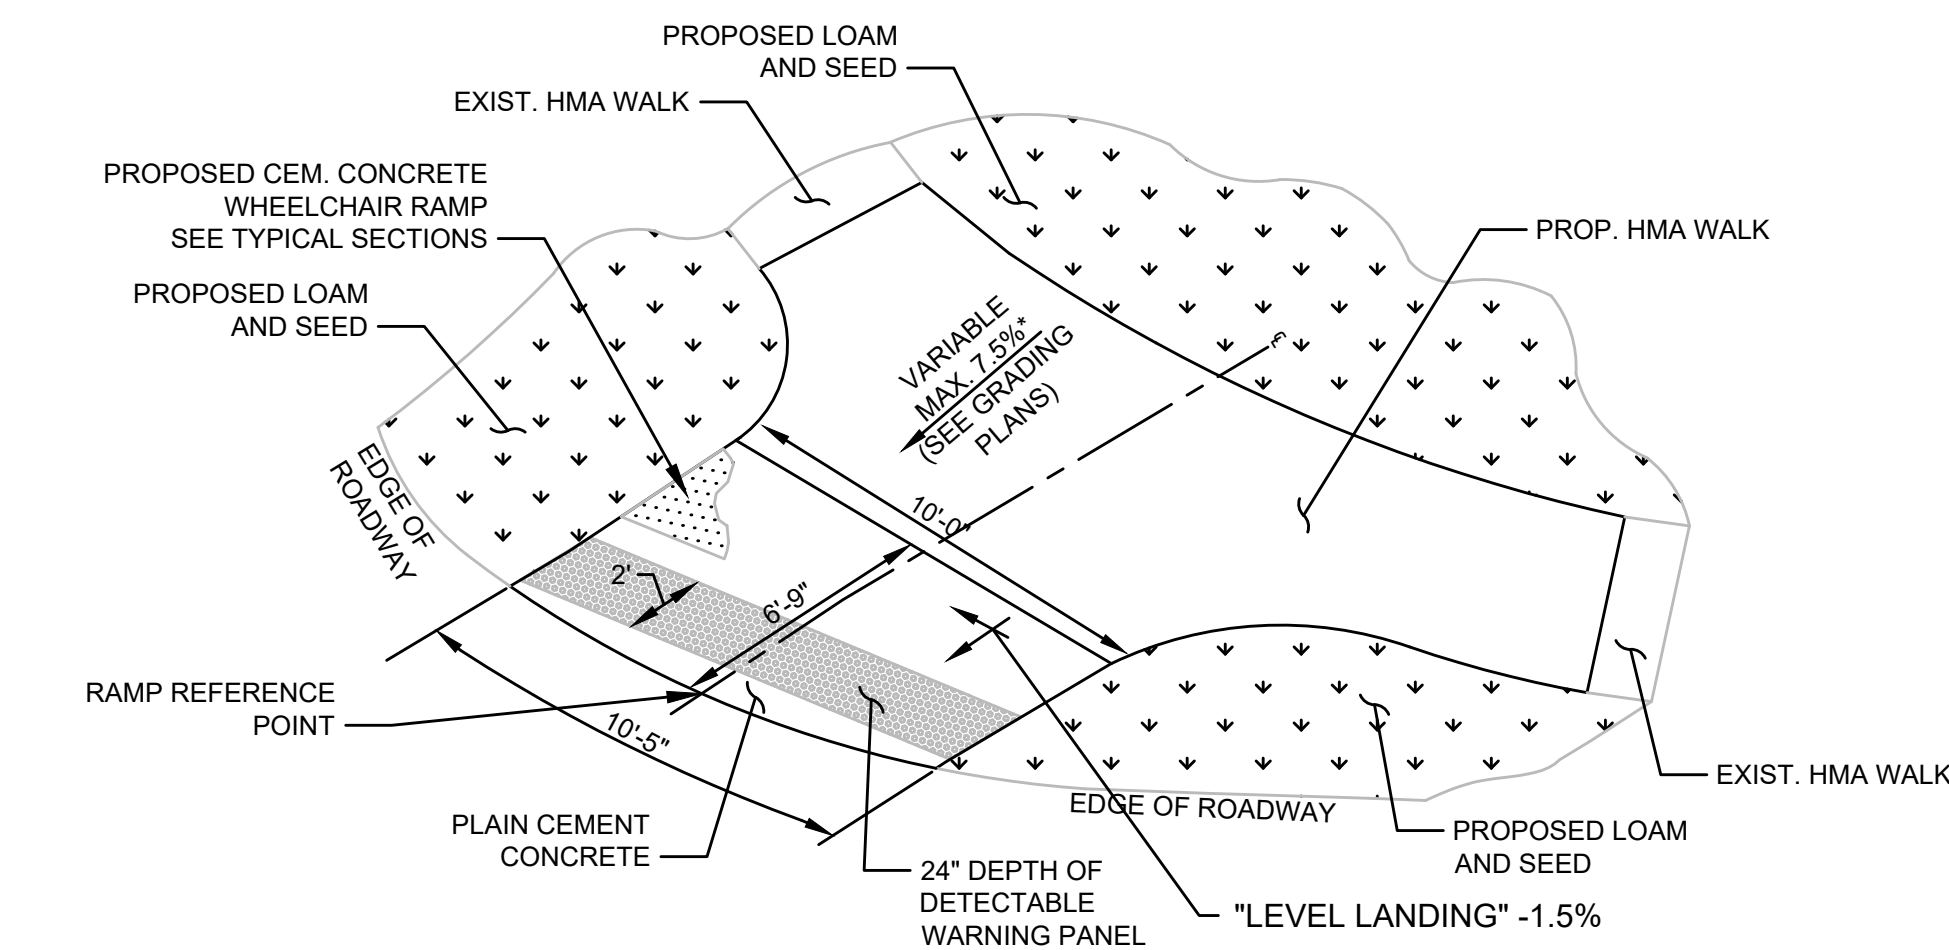 PROPOSED LOAM
AND SEED
EXIST. HMA WALK
PROPOSED CEM. CONCRETE
WHEELCHAIR RAMP
SEE TYPICAL SECTIONS
PROPOSED LOAM
AND SEED
PROP. HMA WALK
VARIABLE
MAX. 7.5%*
(SEE GRADING
PLANS)
EDGE OF
ROADWAY
10'-0"
2'
6'-9"
RAMP REFERENCE
POINT
10'-5"
PLAIN CEMENT
CONCRETE
24" DEPTH OF
DETECTABLE
WARNING PANEL
EDGE OF ROADWAY
EXIST. HMA WALK
PROPOSED LOAM
AND SEED
"LEVEL LANDING" -1.5%